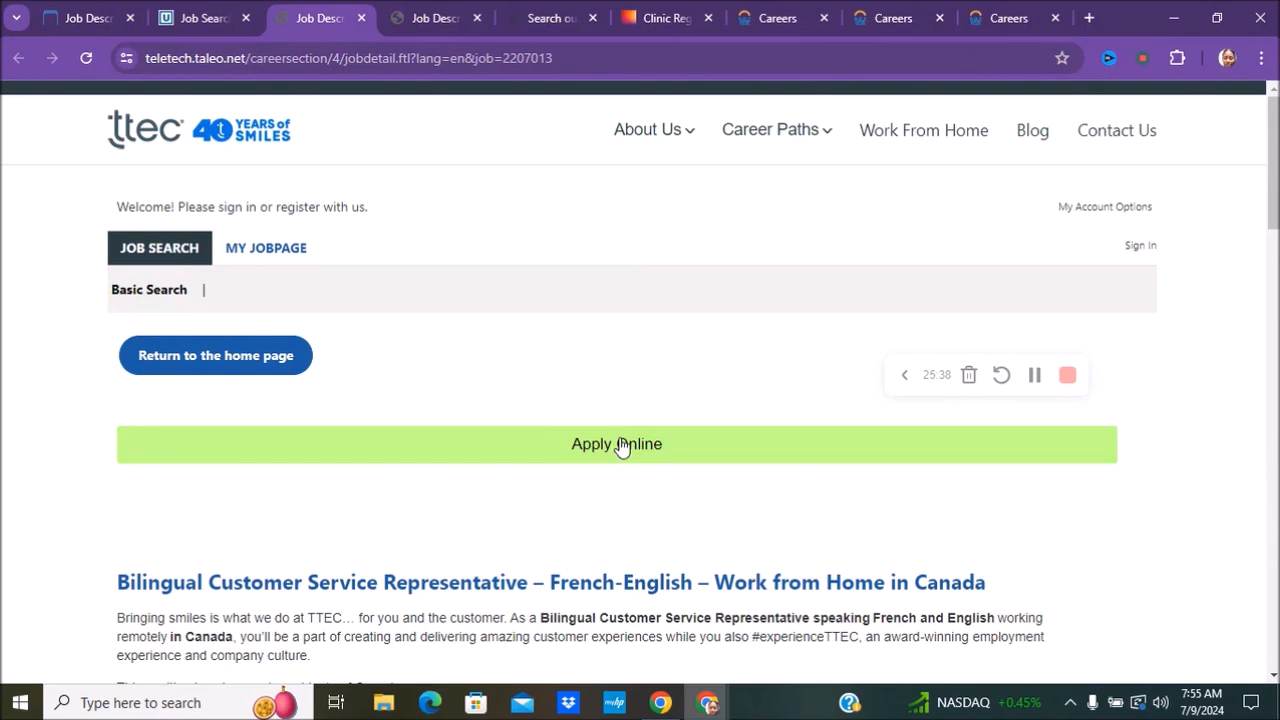 Job Descr
Job Searc
Job Descr
Job Descr
Search ou
Clinic Reg
Careers
Careers
Careers
teletech.taleo.net/careersection/4/jobdetail.ftl?lang=en&job=2207013
ttec 40 YEARS of SMILES
About Us Career Paths Work From Home Blog Contact Us
Welcome! Please sign in or register with us.
My Account Options
JOB SEARCH MY JOBPAGE
Sign In
Basic Search |
Return to the home page
25:38
Apply Online
Bilingual Customer Service Representative – French-English – Work from Home in Canada
Bringing smiles is what we do at TTEC… for you and the customer. As a Bilingual Customer Service Representative speaking French and English working
remotely in Canada, you'll be a part of creating and delivering amazing customer experiences while you also #experienceTTEC, an award-winning employment
experience and company culture.
Type here to search
NASDAQ +0.45%
7:55 AM
7/9/2024